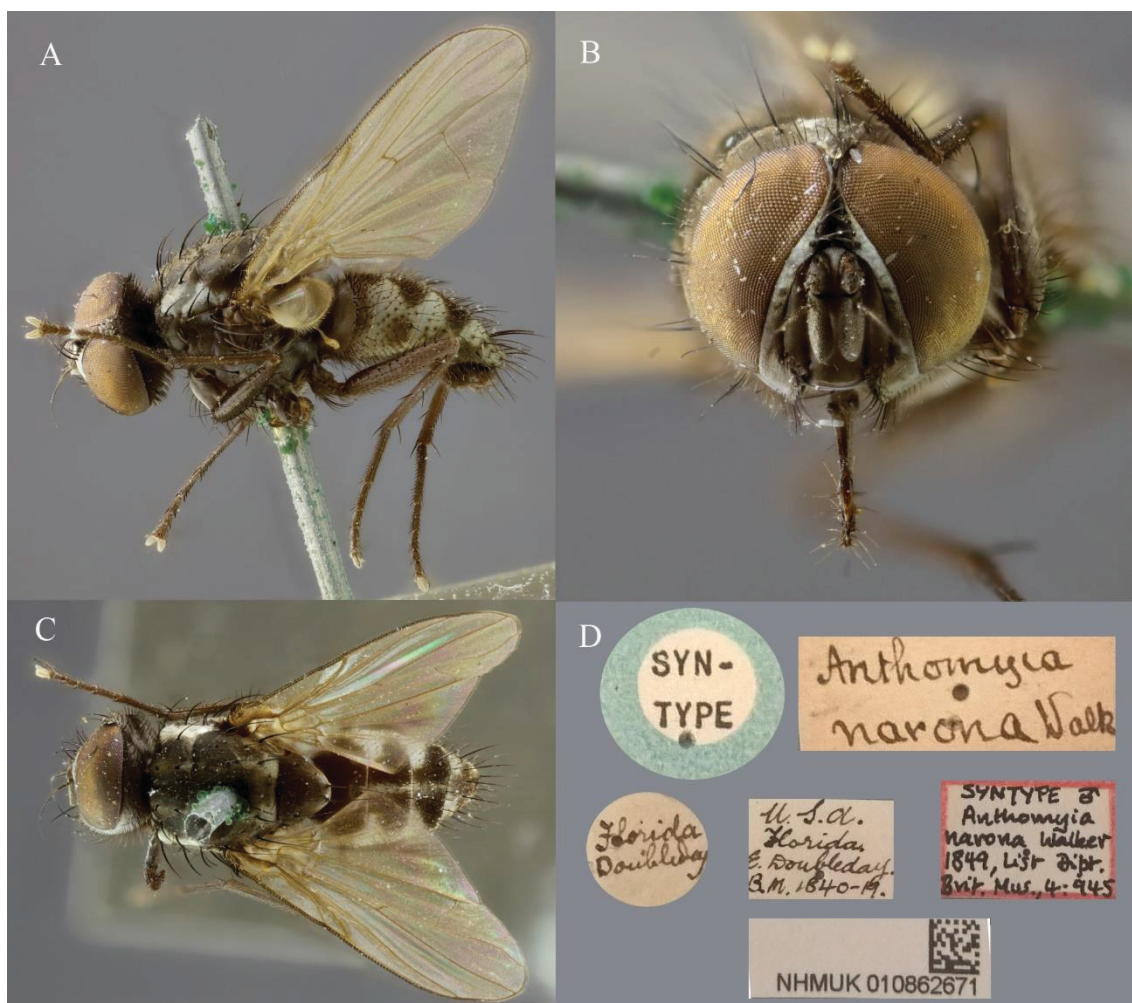 A
B
C
D
SYN-
TYPE
Anthomyia
narona Walk
Florida
Doubleday
U.S.A.
Florida.
E. Doubleday.
B.M. 1840-19.
SYNTYPE ♂
Anthomyia
narona Walker
1849, List Dipt.
Brit. Mus., 4: 945
NHMUK 010862671